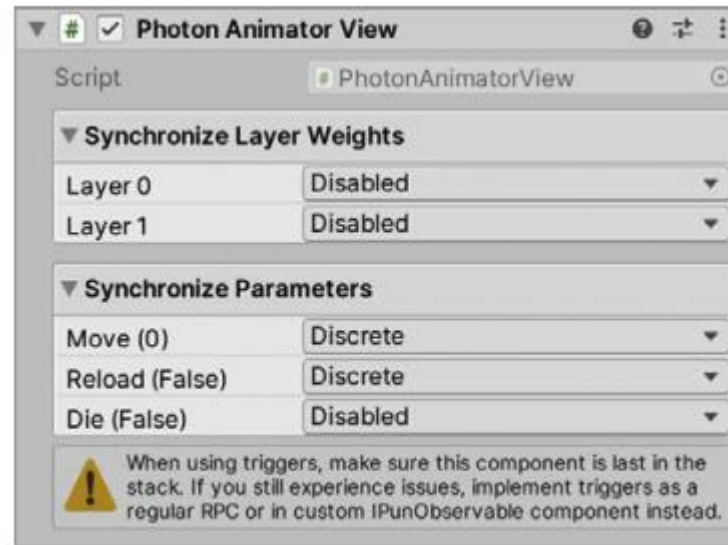 # Photon Animator View
Script # PhotonAnimatorView
Synchronize Layer Weights
Layer 0 Disabled
Layer 1 Disabled
Synchronize Parameters
Move (0) Discrete
Reload (False) Discrete
Die (False) Disabled
When using triggers, make sure this component is last in the
stack. If you still experience issues, implement triggers as a
regular RPC or in custom IPunObservable component instead.